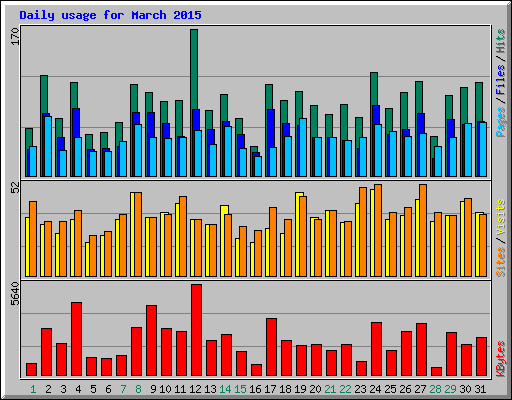 Daily usage for March 2015
170
Pages/Files/Hits
52
Sites/Visits
5640
KBytes
1 2 3 4 5 6 7 8 9 10 11 12 13 14 15 16 17 18 19 20 21 22 23 24 25 26 27 28 29 30 31